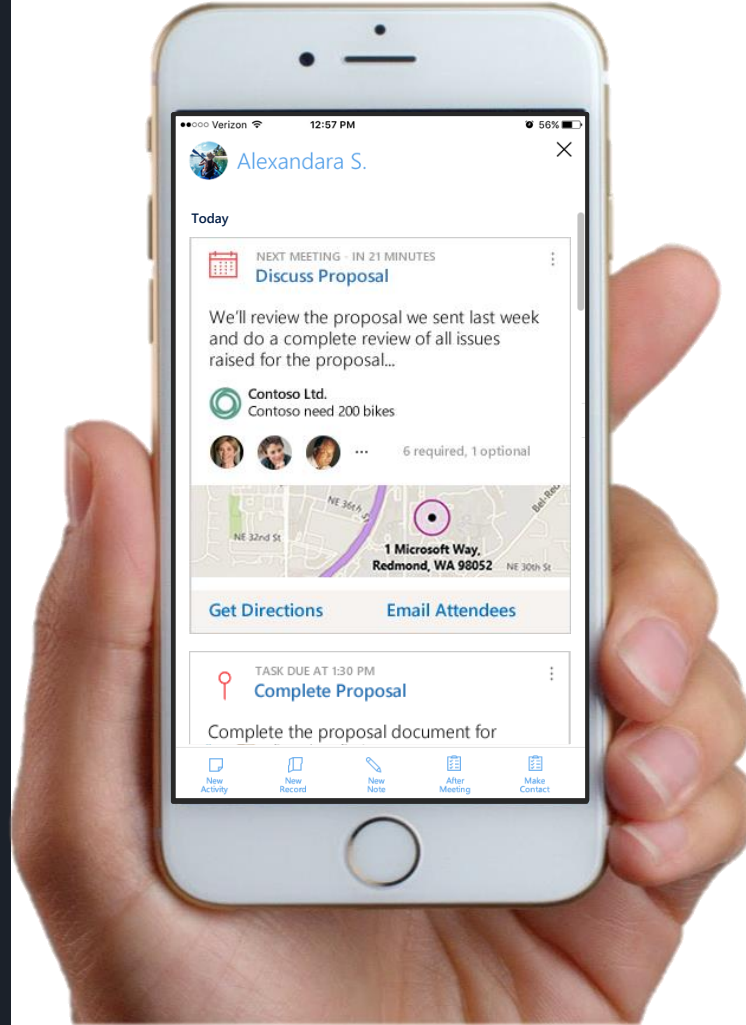 Verizon 12:57 PM 56%
Alexandara S.
Today
NEXT MEETING - IN 21 MINUTES
Discuss Proposal
We'll review the proposal we sent last week
and do a complete review of all issues
raised for the proposal...
Contoso Ltd.
Contoso need 200 bikes
... 6 required, 1 optional
NE 36th
Bel-Red
NE 32nd St
1 Microsoft Way,
Redmond, WA 98052
NE 30th St
Get Directions Email Attendees
TASK DUE AT 1:30 PM
Complete Proposal
Complete the proposal document for
New Activity
New Record
New Note
After Meeting
Make Contact